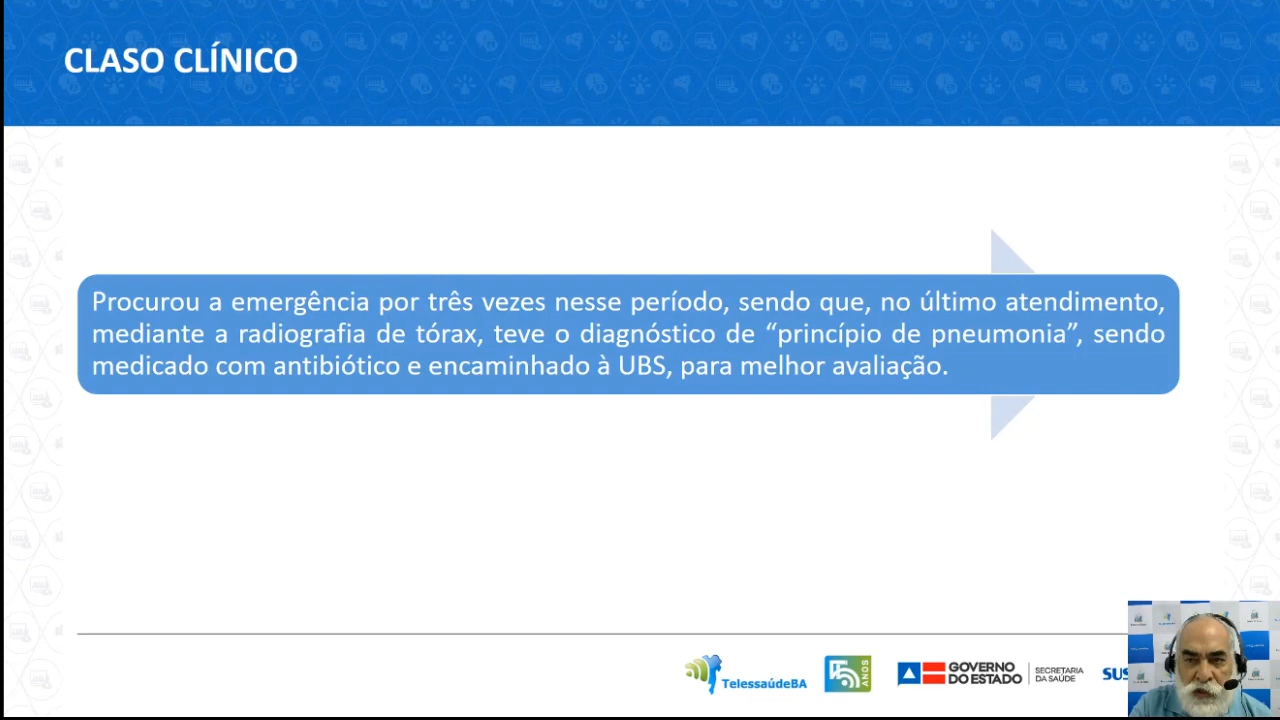 CLASO CLÍNICO
Procurou a emergência por três vezes nesse período, sendo que, no último atendimento,
mediante a radiografia de tórax, teve o diagnóstico de “princípio de pneumonia”, sendo
medicado com antibiótico e encaminhado à UBS, para melhor avaliação.
TelessaúdeBA
15 ANOS
GOVERNO
DO ESTADO
SECRETARIA
DA SAÚDE
SUS